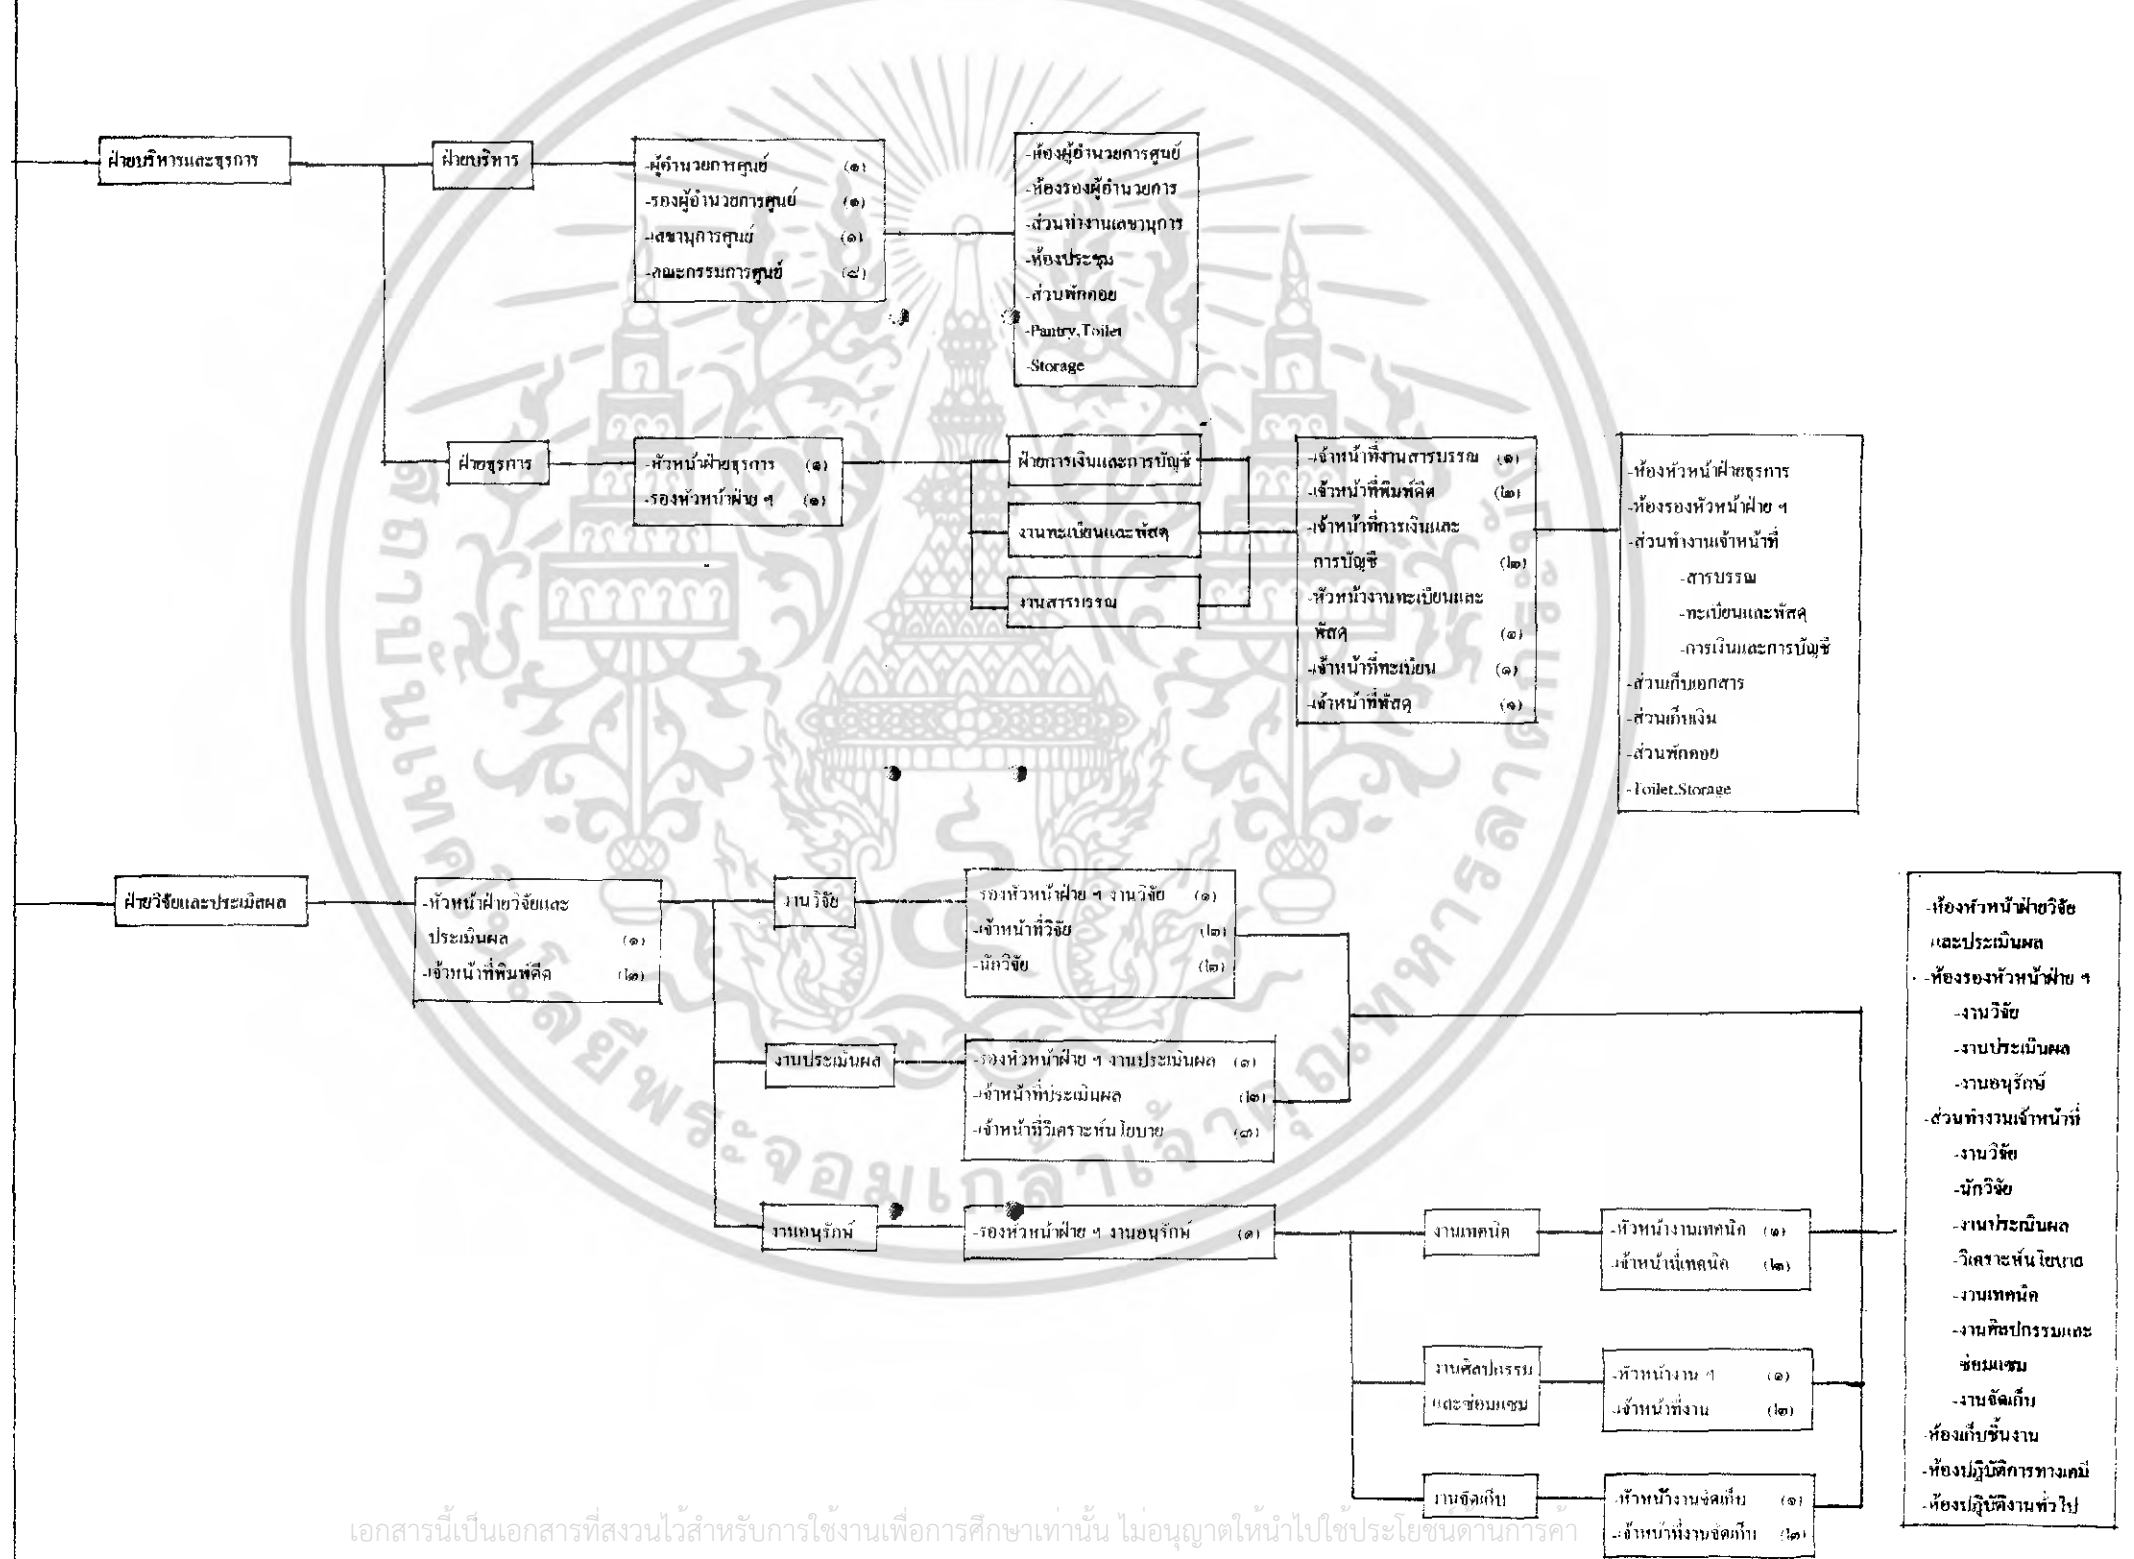 ฝ่ายบริหารและธุรการ
ฝ่ายบริหาร
-ผู้อำนวยการศูนย์ (๑)
-รองผู้อำนวยการศูนย์ (๑)
-เลขานุการศูนย์ (๑)
-คณะกรรมการศูนย์ (๘)
-ห้องผู้อำนวยการศูนย์
-ห้องรองผู้อำนวยการ
-ส่วนทำงานเลขานุการ
-ห้องประชุม
-ส่วนพักคอย
-Pantry,Toilet
-Storage
ฝ่ายธุรการ
-หัวหน้าฝ่ายธุรการ (๑)
-รองหัวหน้าฝ่าย ฯ (๑)
ฝ่ายการเงินและการบัญชี
งานทะเบียนและพัสดุ
งานสารบรรณ
-เจ้าหน้าที่งานสารบรรณ (๑)
-เจ้าหน้าที่พิมพ์ดีด (๒)
-เจ้าหน้าที่การเงินและ
การบัญชี (๒)
-หัวหน้างานทะเบียนและ
พัสดุ (๑)
-เจ้าหน้าที่ทะเบียน (๑)
-เจ้าหน้าที่พัสดุ (๑)
-ห้องหัวหน้าฝ่ายธุรการ
-ห้องรองหัวหน้าฝ่าย ฯ
-ส่วนทำงานเจ้าหน้าที่
-สารบรรณ
-ทะเบียนและพัสดุ
-การเงินและการบัญชี
-ส่วนเก็บเอกสาร
-ส่วนเก็บเงิน
-ส่วนพักคอย
-Toilet.Storage
ฝ่ายวิจัยและประเมิลผล
-หัวหน้าฝ่ายวิจัยและ
ประเมินผล (๑)
-เจ้าหน้าที่พิมพ์ดีด (๒)
งานวิจัย
รองหัวหน้าฝ่าย ฯ งานวิจัย (๑)
-เจ้าหน้าที่วิจัย (๒)
-นักวิจัย (๒)
งานประเมินผล
-รองหัวหน้าฝ่าย ฯ งานประเมินผล (๑)
-เจ้าหน้าที่ประเมินผล (๒)
-เจ้าหน้าที่วิเคราะห์นโยบาย (๓)
งานอนุรักษ์
-รองหัวหน้าฝ่าย ฯ งานอนุรักษ์ (๑)
งานเทคนิค
-หัวหน้างานเทคนิค (๑)
-เจ้าหน้าที่เทคนิค (๒)
งานศิลปกรรม
และซ่อมแซม
-หัวหน้างาน ฯ (๑)
-เจ้าหน้าที่งาน (๒)
งานจัดเก็บ
-หัวหน้างานจัดเก็บ (๑)
-เจ้าหน้าที่งานจัดเก็บ (๒)
-ห้องหัวหน้าฝ่ายวิจัย
และประเมินผล
-ห้องรองหัวหน้าฝ่าย ฯ
-งานวิจัย
-งานประเมินผล
-งานอนุรักษ์
-ส่วนทำงานเจ้าหน้าที่
-งานวิจัย
-นักวิจัย
-งานประเมินผล
-วิเคราะห์นโยบาย
-งานเทคนิค
-งานศิลปกรรมและ
ซ่อมแซม
-งานจัดเก็บ
-ห้องเก็บชิ้นงาน
-ห้องปฏิบัติการทางเคมี
-ห้องปฏิบัติงานทั่วไป
สถาบันเทคโนโลยีพระจอมเกล้าเจ้าคุณทหารลาดกระบัง
เอกสารนี้เป็นเอกสารที่สงวนไว้สำหรับการใช้งานเพื่อการศึกษาเท่านั้น ไม่อนุญาตให้นำไปใช้ประโยชน์ด้านการค้า